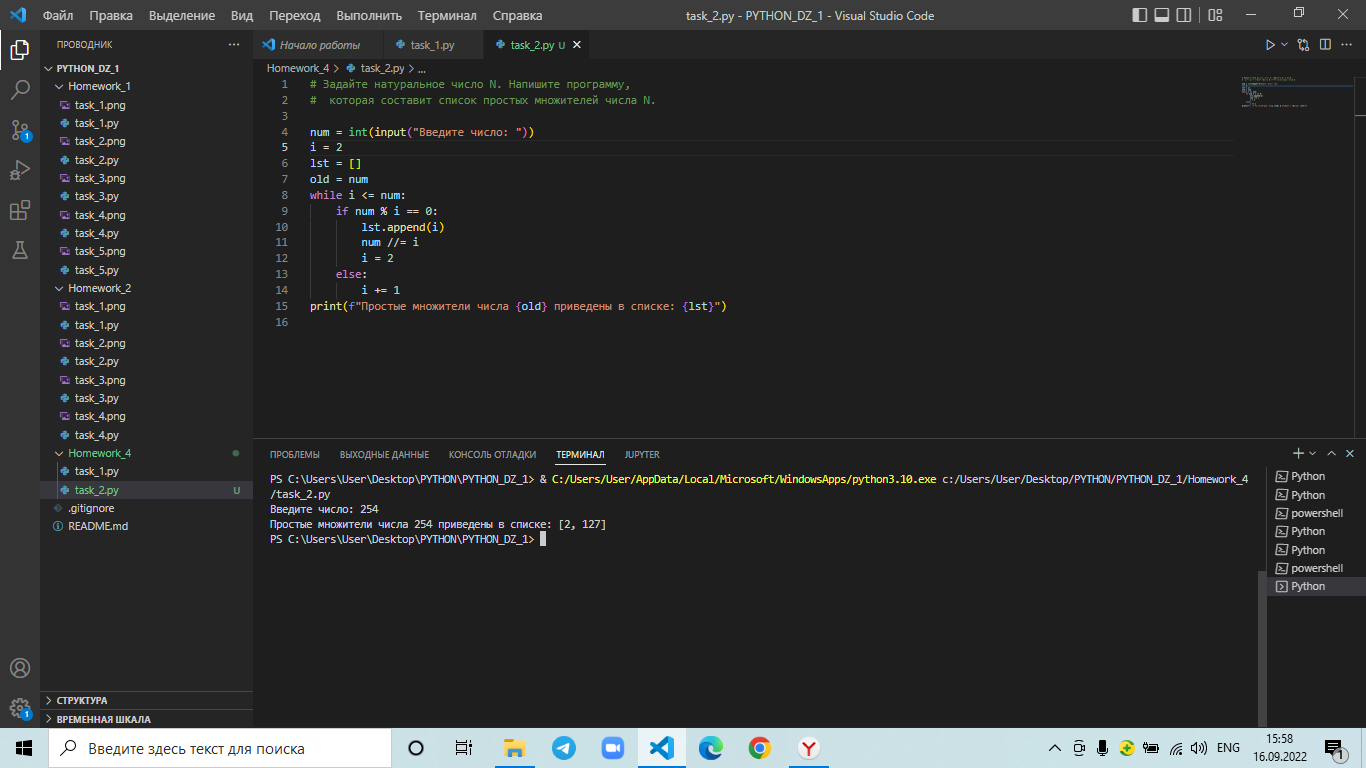 Файл Правка Выделение Вид Переход Выполнить Терминал Справка
task_2.py - PYTHON_DZ_1 - Visual Studio Code
ПРОВОДНИК ...
PYTHON_DZ_1
Homework_1
task_1.png
task_1.py
task_2.png
task_2.py
task_3.png
task_3.py
task_4.png
task_4.py
task_5.png
task_5.py
Homework_2
task_1.png
task_1.py
task_2.png
task_2.py
task_3.png
task_3.py
task_4.png
task_4.py
Homework_4
task_1.py
task_2.py U
.gitignore
README.md
СТРУКТУРА
ВРЕМЕННАЯ ШКАЛА
1
1
Начало работы task_1.py task_2.py U
Homework_4 > task_2.py > ...
1 # Задайте натуральное число N. Напишите программу,
2 #  которая составит список простых множителей числа N.
3
4 num = int(input("Введите число: "))
5 i = 2
6 lst = []
7 old = num
8 while i <= num:
9     if num % i == 0:
10         lst.append(i)
11         num //= i
12         i = 2
13     else:
14         i += 1
15 print(f"Простые множители числа {old} приведены в списке: {lst}")
16
ПРОБЛЕМЫ ВЫХОДНЫЕ ДАННЫЕ КОНСОЛЬ ОТЛАДКИ ТЕРМИНАЛ JUPYTER
PS C:\Users\User\Desktop\PYTHON\PYTHON_DZ_1> & C:/Users/User/AppData/Local/Microsoft/WindowsApps/python3.10.exe c:/Users/User/Desktop/PYTHON/PYTHON_DZ_1/Homework_4
/task_2.py
Введите число: 254
Простые множители числа 254 приведены в списке: [2, 127]
PS C:\Users\User\Desktop\PYTHON\PYTHON_DZ_1>
Python
Python
powershell
Python
Python
powershell
Python
Введите здесь текст для поиска
ENG
15:58
16.09.2022
1